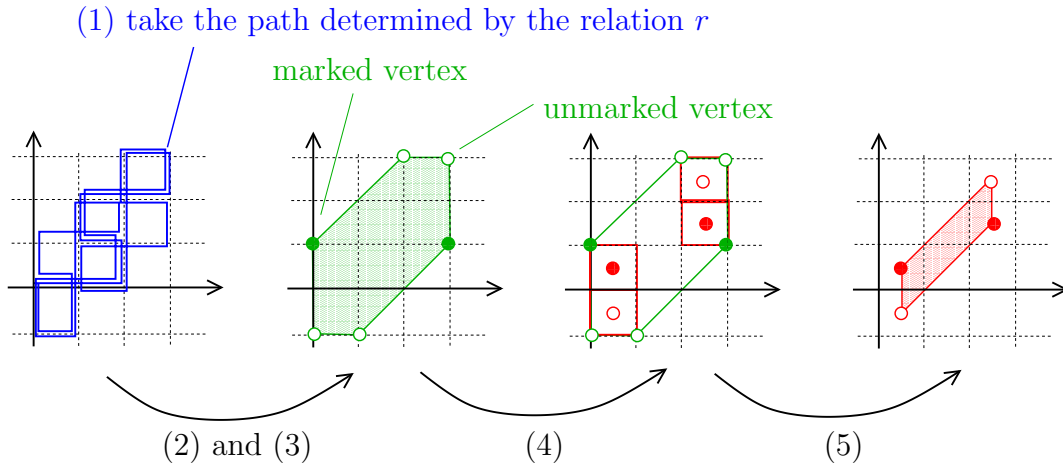 (1) take the path determined by the relation r
marked vertex
unmarked vertex
(2) and (3)
(4)
(5)